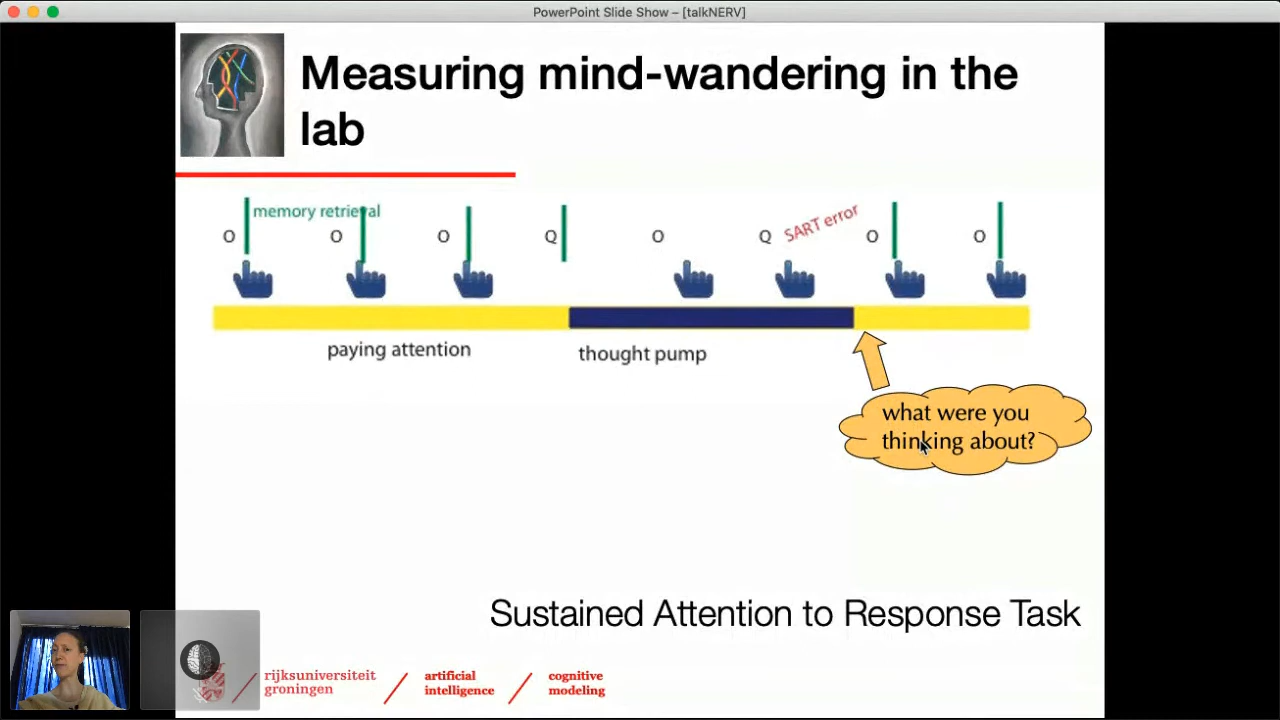 PowerPoint Slide Show – [talkNERV]
Measuring mind-wandering in the
lab
memory retrieval
SART error
O O O Q O Q O O
paying attention
thought pump
what were you
thinking about?
Sustained Attention to Response Task
rijksuniversiteit
groningen
artificial
intelligence
cognitive
modeling